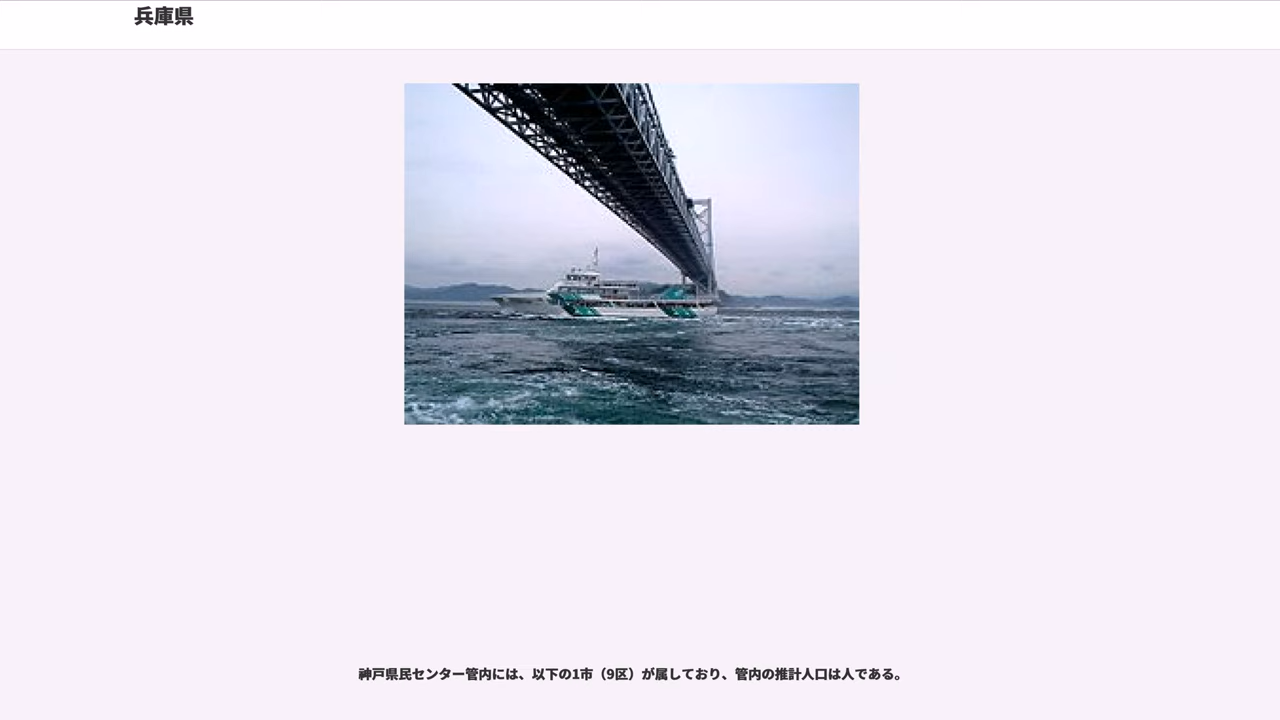 兵庫県
神戸県民センター管内には、以下の1市（9区）が属しており、管内の推計人口は人である。